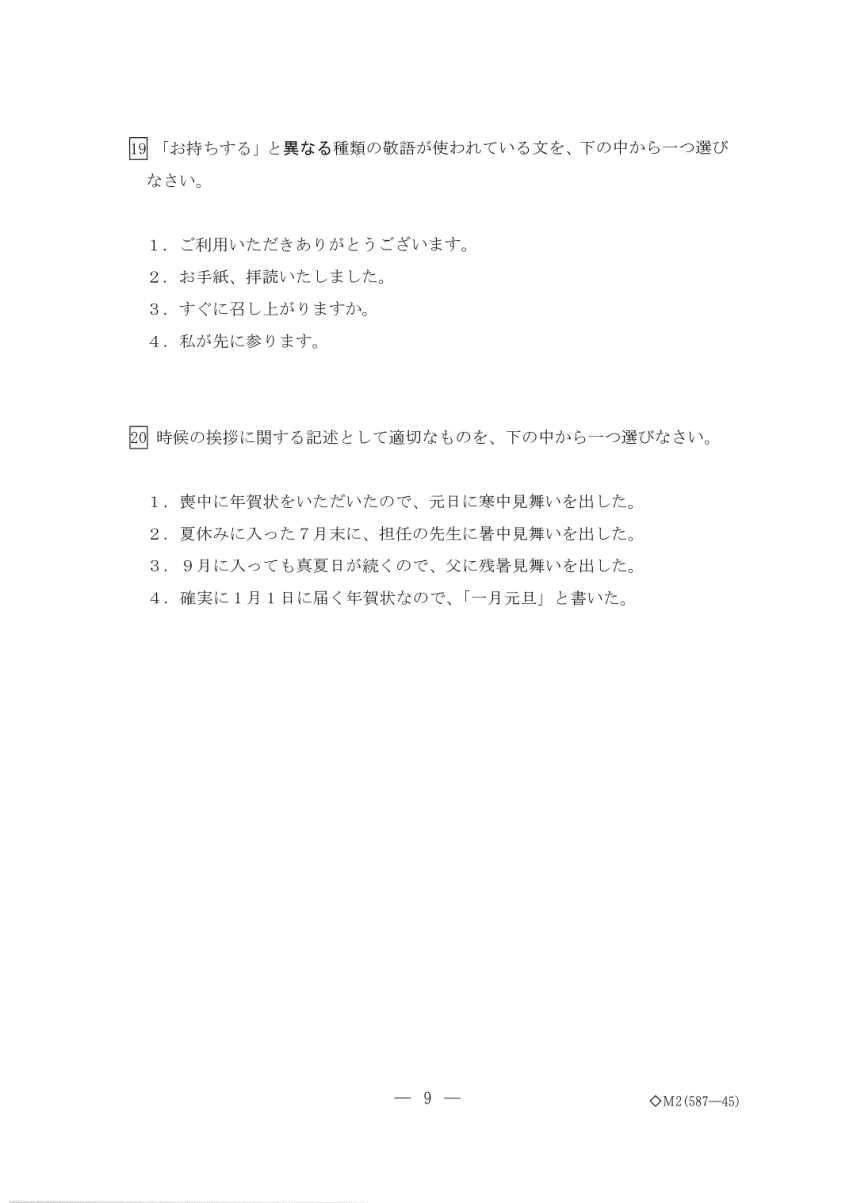 19 「お持ちする」と異なる種類の敬語が使われている文を、下の中から一つ選び
なさい。
1．ご利用いただきありがとうございます。
2．お手紙、拝読いたしました。
3．すぐに召し上がりますか。
4．私が先に参ります。
20 時候の挨拶に関する記述として適切なものを、下の中から一つ選びなさい。
1．喪中に年賀状をいただいたので、元日に寒中見舞いを出した。
2．夏休みに入った7月末に、担任の先生に暑中見舞いを出した。
3．9月に入っても真夏日が続くので、父に残暑見舞いを出した。
4．確実に1月1日に届く年賀状なので、「一月元旦」と書いた。
— 9 —
◇M2(587—45)